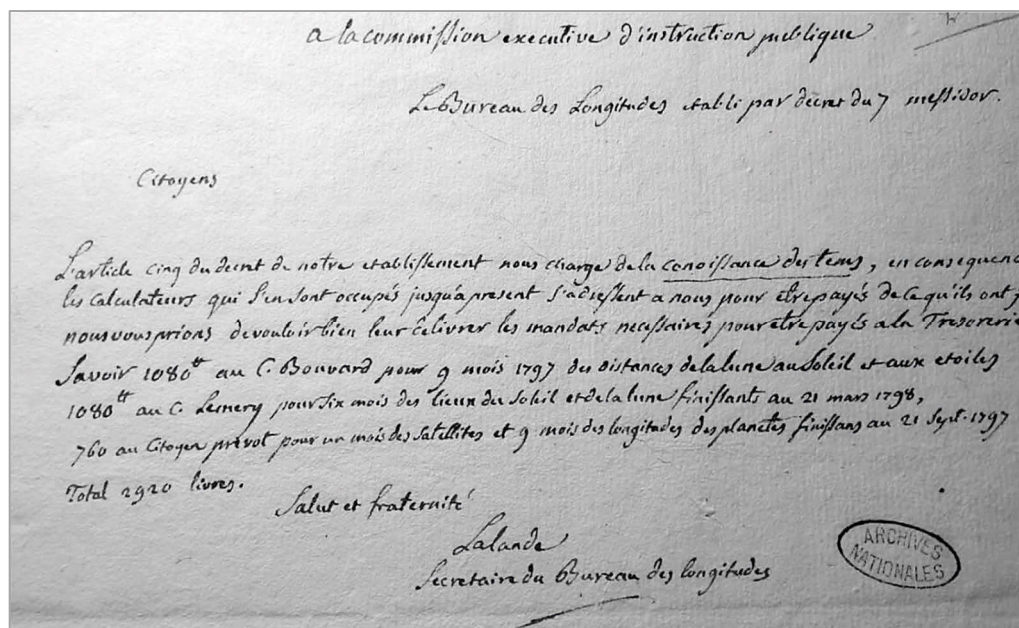 a la commission executive d'instruction publique
Le Bureau des Longitudes etabli par decret du 7 messidor.
Citoyens
L'article cinq du decret de notre etablissement nous charge de la conoissance des tems, en consequenc
les calculateurs qui s'en sont occupés jusqu'a present s'adressent a nous pour etre payés de ce qu'ils ont
nous vous prions de vouloir bien leur délivrer les mandats necessaires pour etre payés a la Tresorerie
Savoir 1080tt au C. Bouvard pour 9 mois 1797 des distances de la lune au soleil et aux etoiles
1080tt au C. Lemery pour six mois des lieux du soleil et de la lune finissants au 21 mars 1798,
760 au Citoyen prevot pour un mois des satellites et 9 mois des longitudes des planetes finissans au 21 sept. 1797
Total 2920 livres.
Salut et fraternité
Lalande
Secretaire du Bureau des longitudes
ARCHIVES
NATIONALES